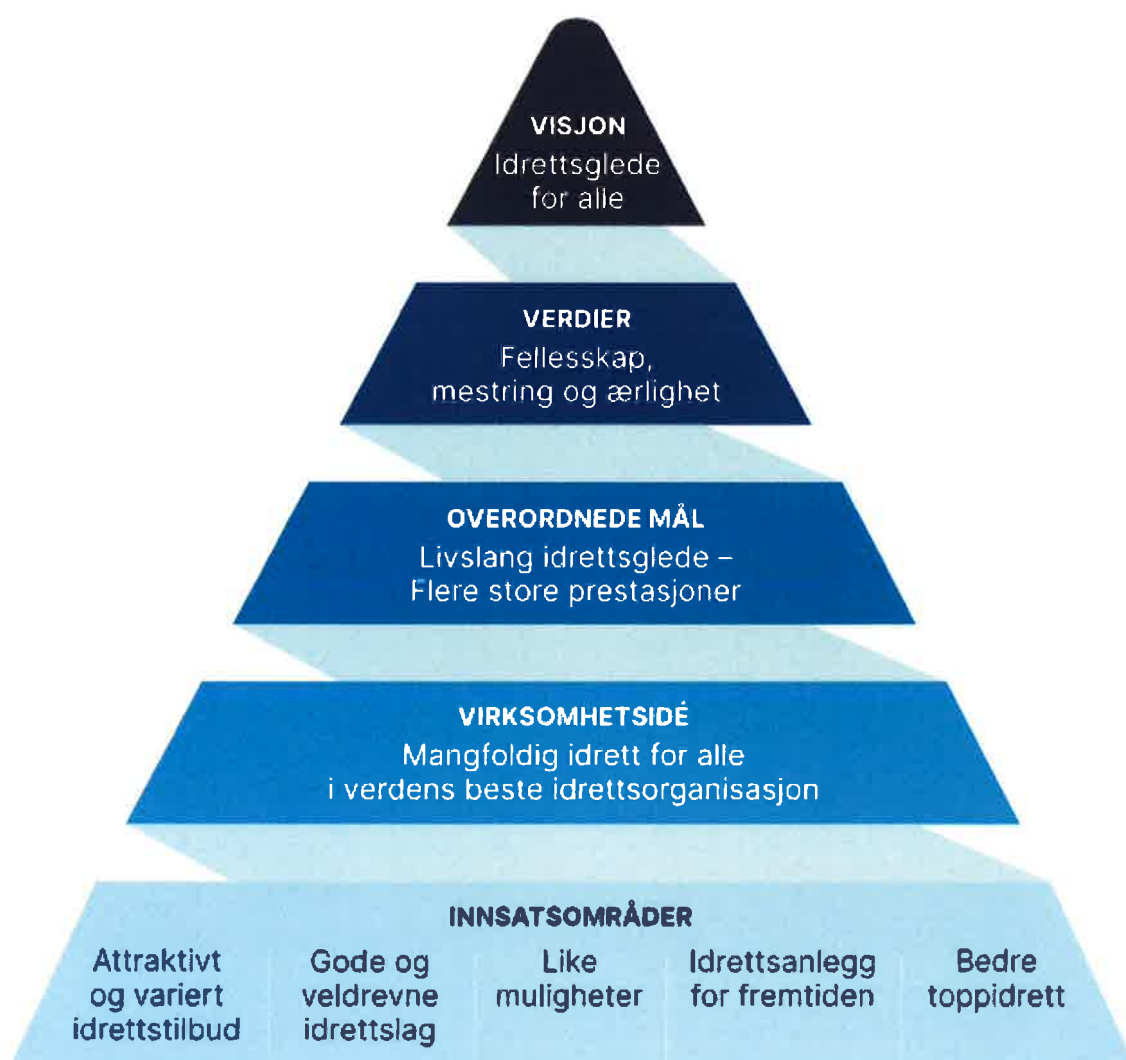 VISJON
Idrettsglede
for alle
VERDIER
Fellesskap,
mestring og ærlighet
OVERORDNEDE MÅL
Livslang idrettsglede –
Flere store prestasjoner
VIRKSOMHETSIDÉ
Mangfoldig idrett for alle
i verdens beste idrettsorganisasjon
INNSATSOMRÅDER
Attraktivt
og variert
idrettstilbud
Gode og
veldrevne
idrettslag
Like
muligheter
Idrettsanlegg
for fremtiden
Bedre
toppidrett